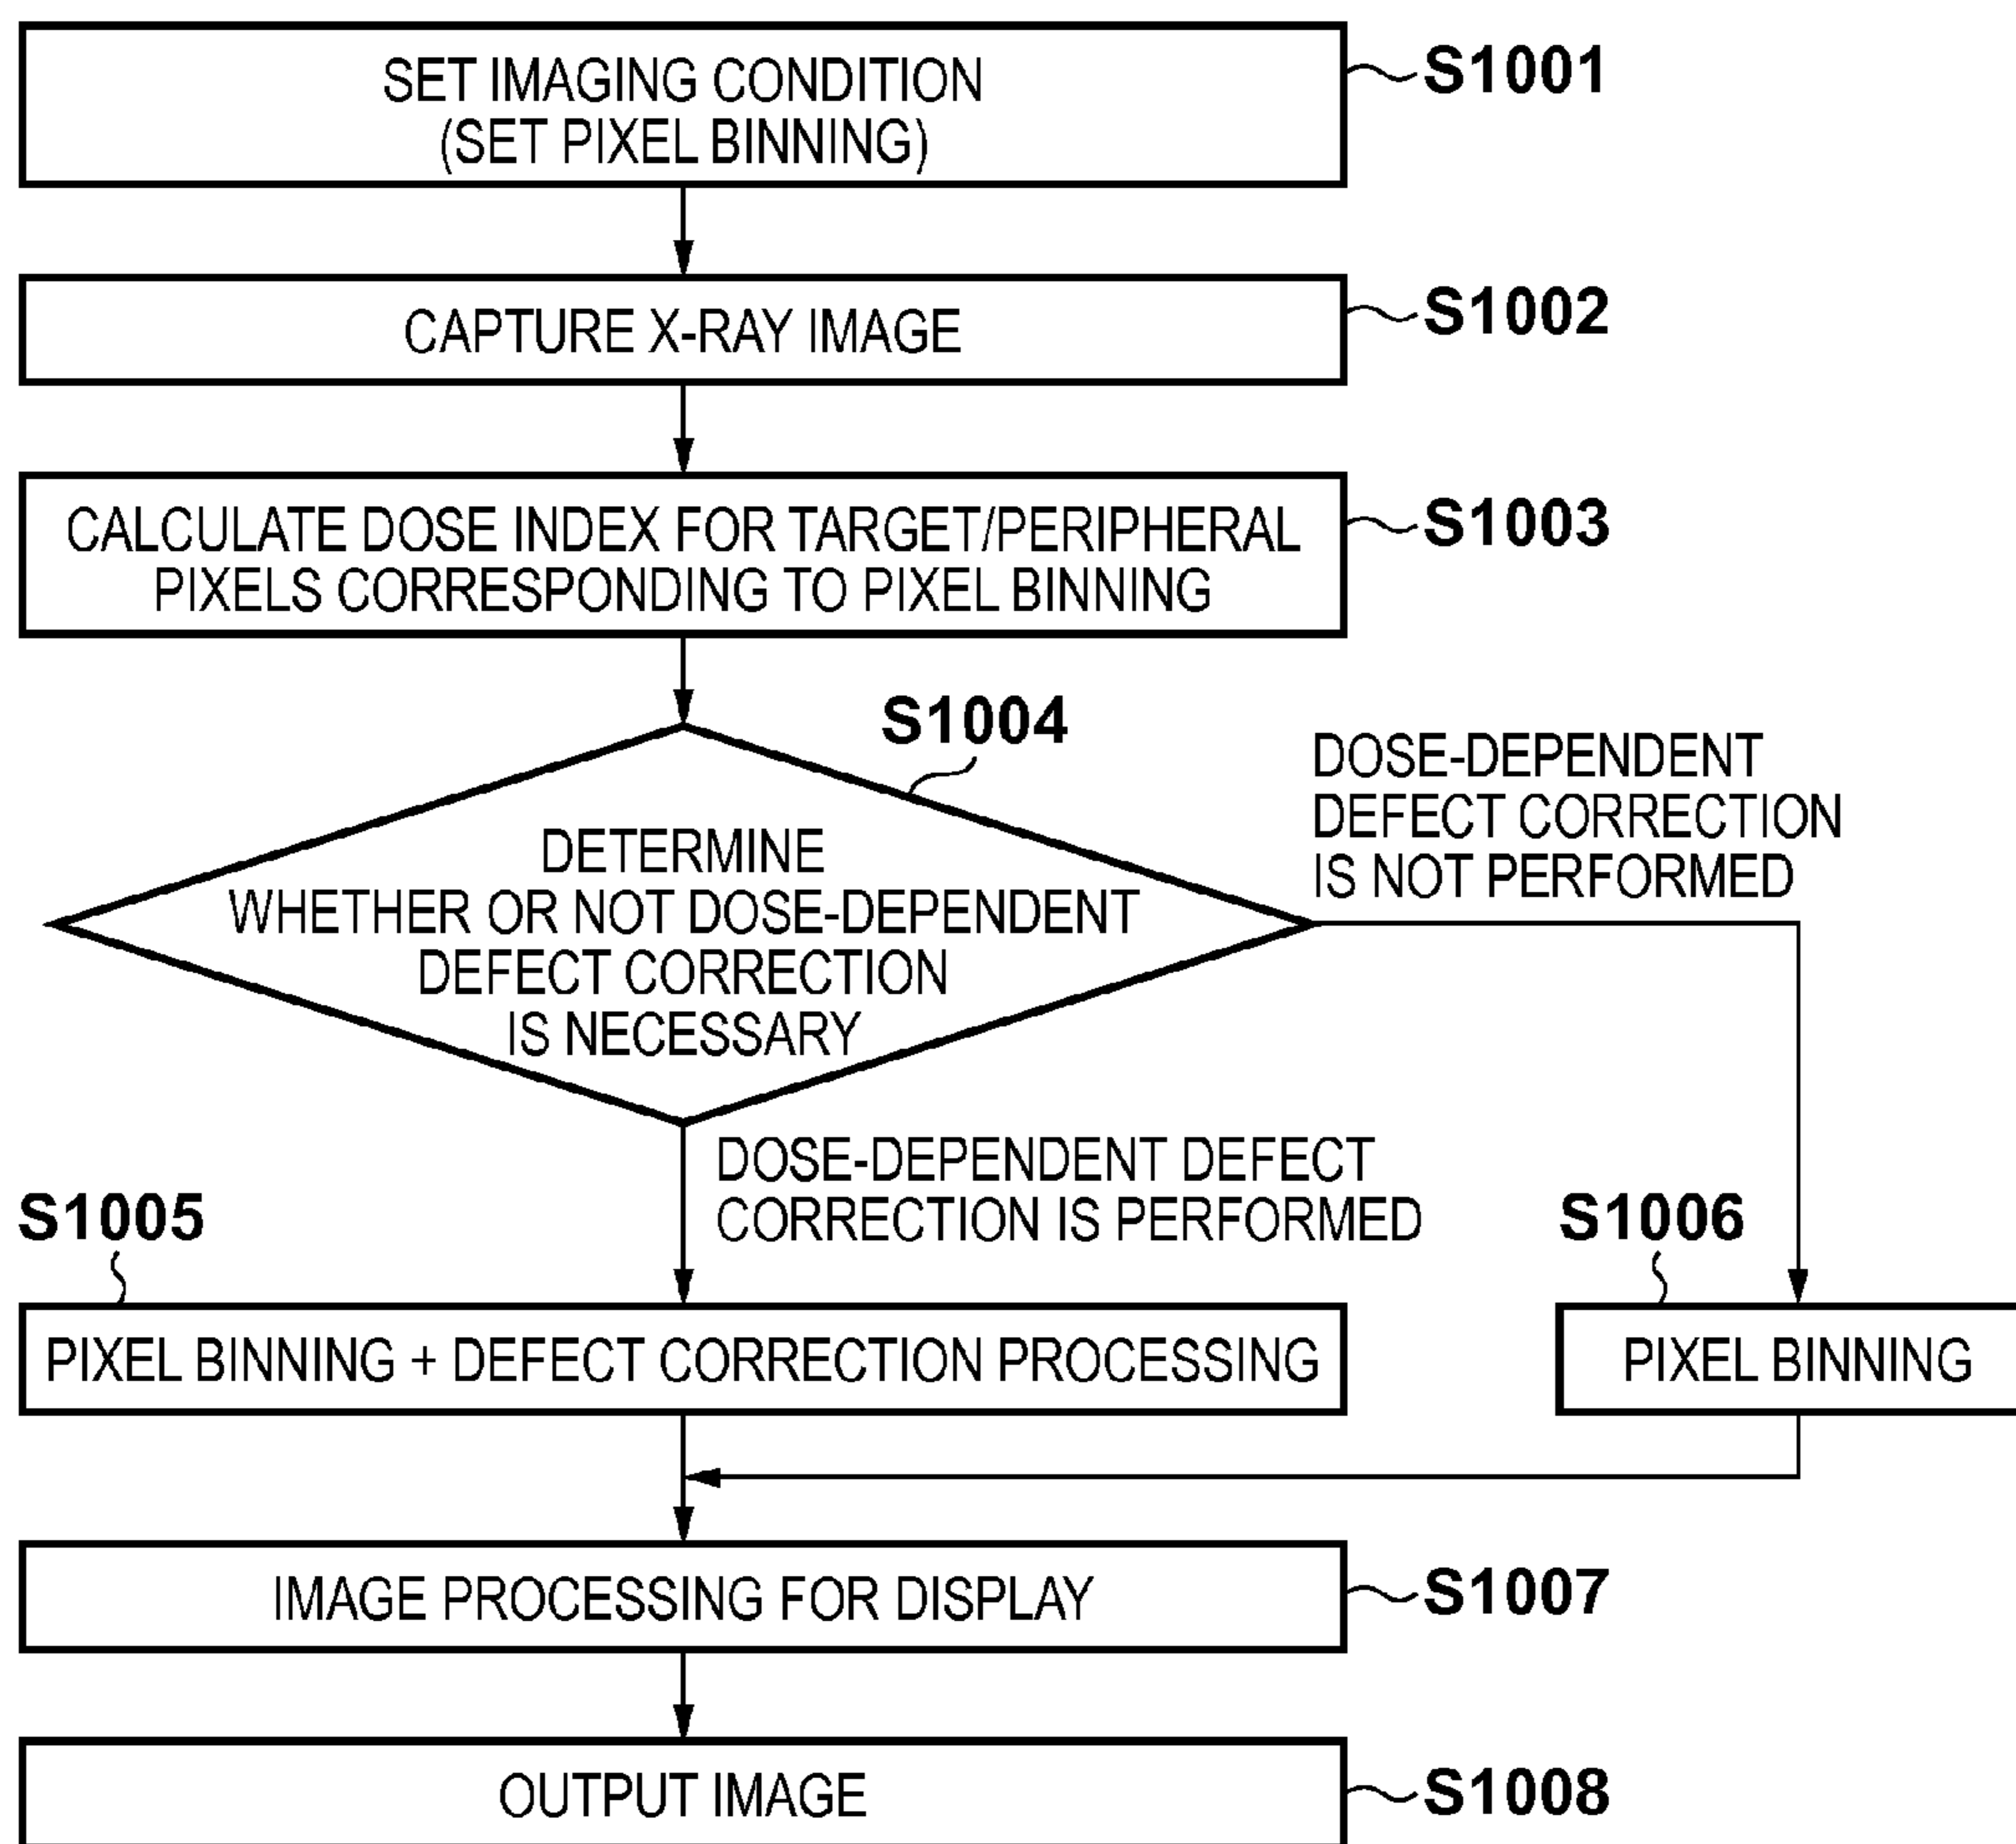 SET IMAGING CONDITION
(SET PIXEL BINNING)
S1001
CAPTURE X-RAY IMAGE
S1002
CALCULATE DOSE INDEX FOR TARGET/PERIPHERAL
PIXELS CORRESPONDING TO PIXEL BINNING
S1003
S1004
DETERMINE
WHETHER OR NOT DOSE-DEPENDENT
DEFECT CORRECTION
IS NECESSARY
DOSE-DEPENDENT
DEFECT CORRECTION
IS NOT PERFORMED
DOSE-DEPENDENT DEFECT
CORRECTION IS PERFORMED
S1005
PIXEL BINNING + DEFECT CORRECTION PROCESSING
S1006
PIXEL BINNING
IMAGE PROCESSING FOR DISPLAY
S1007
OUTPUT IMAGE
S1008